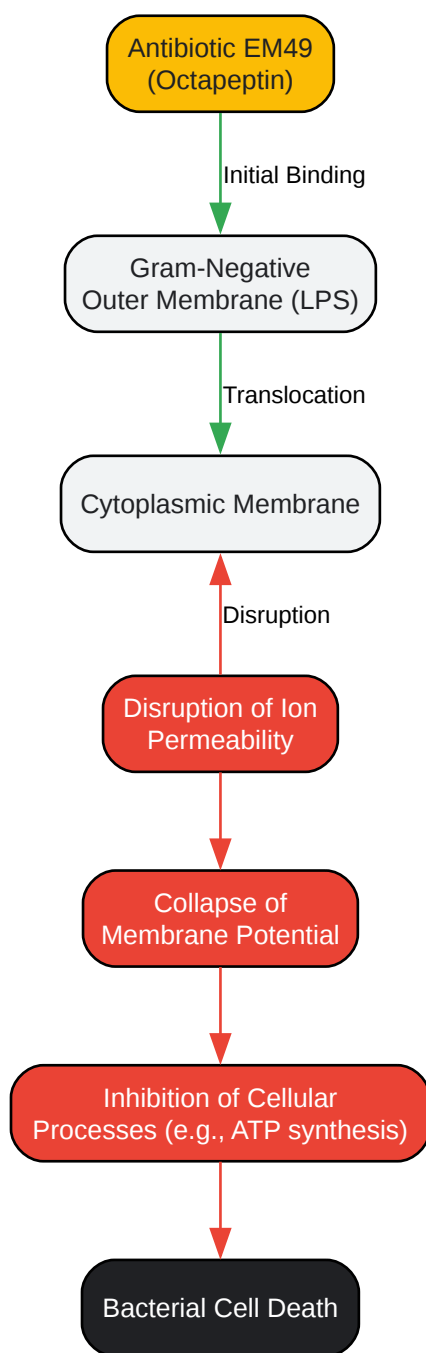 Antibiotic EM49
(Octapeptin)
Initial Binding
Gram-Negative
Outer Membrane (LPS)
Translocation
Cytoplasmic Membrane
Disruption
Disruption of Ion
Permeability
Collapse of
Membrane Potential
Inhibition of Cellular
Processes (e.g., ATP synthesis)
Bacterial Cell Death